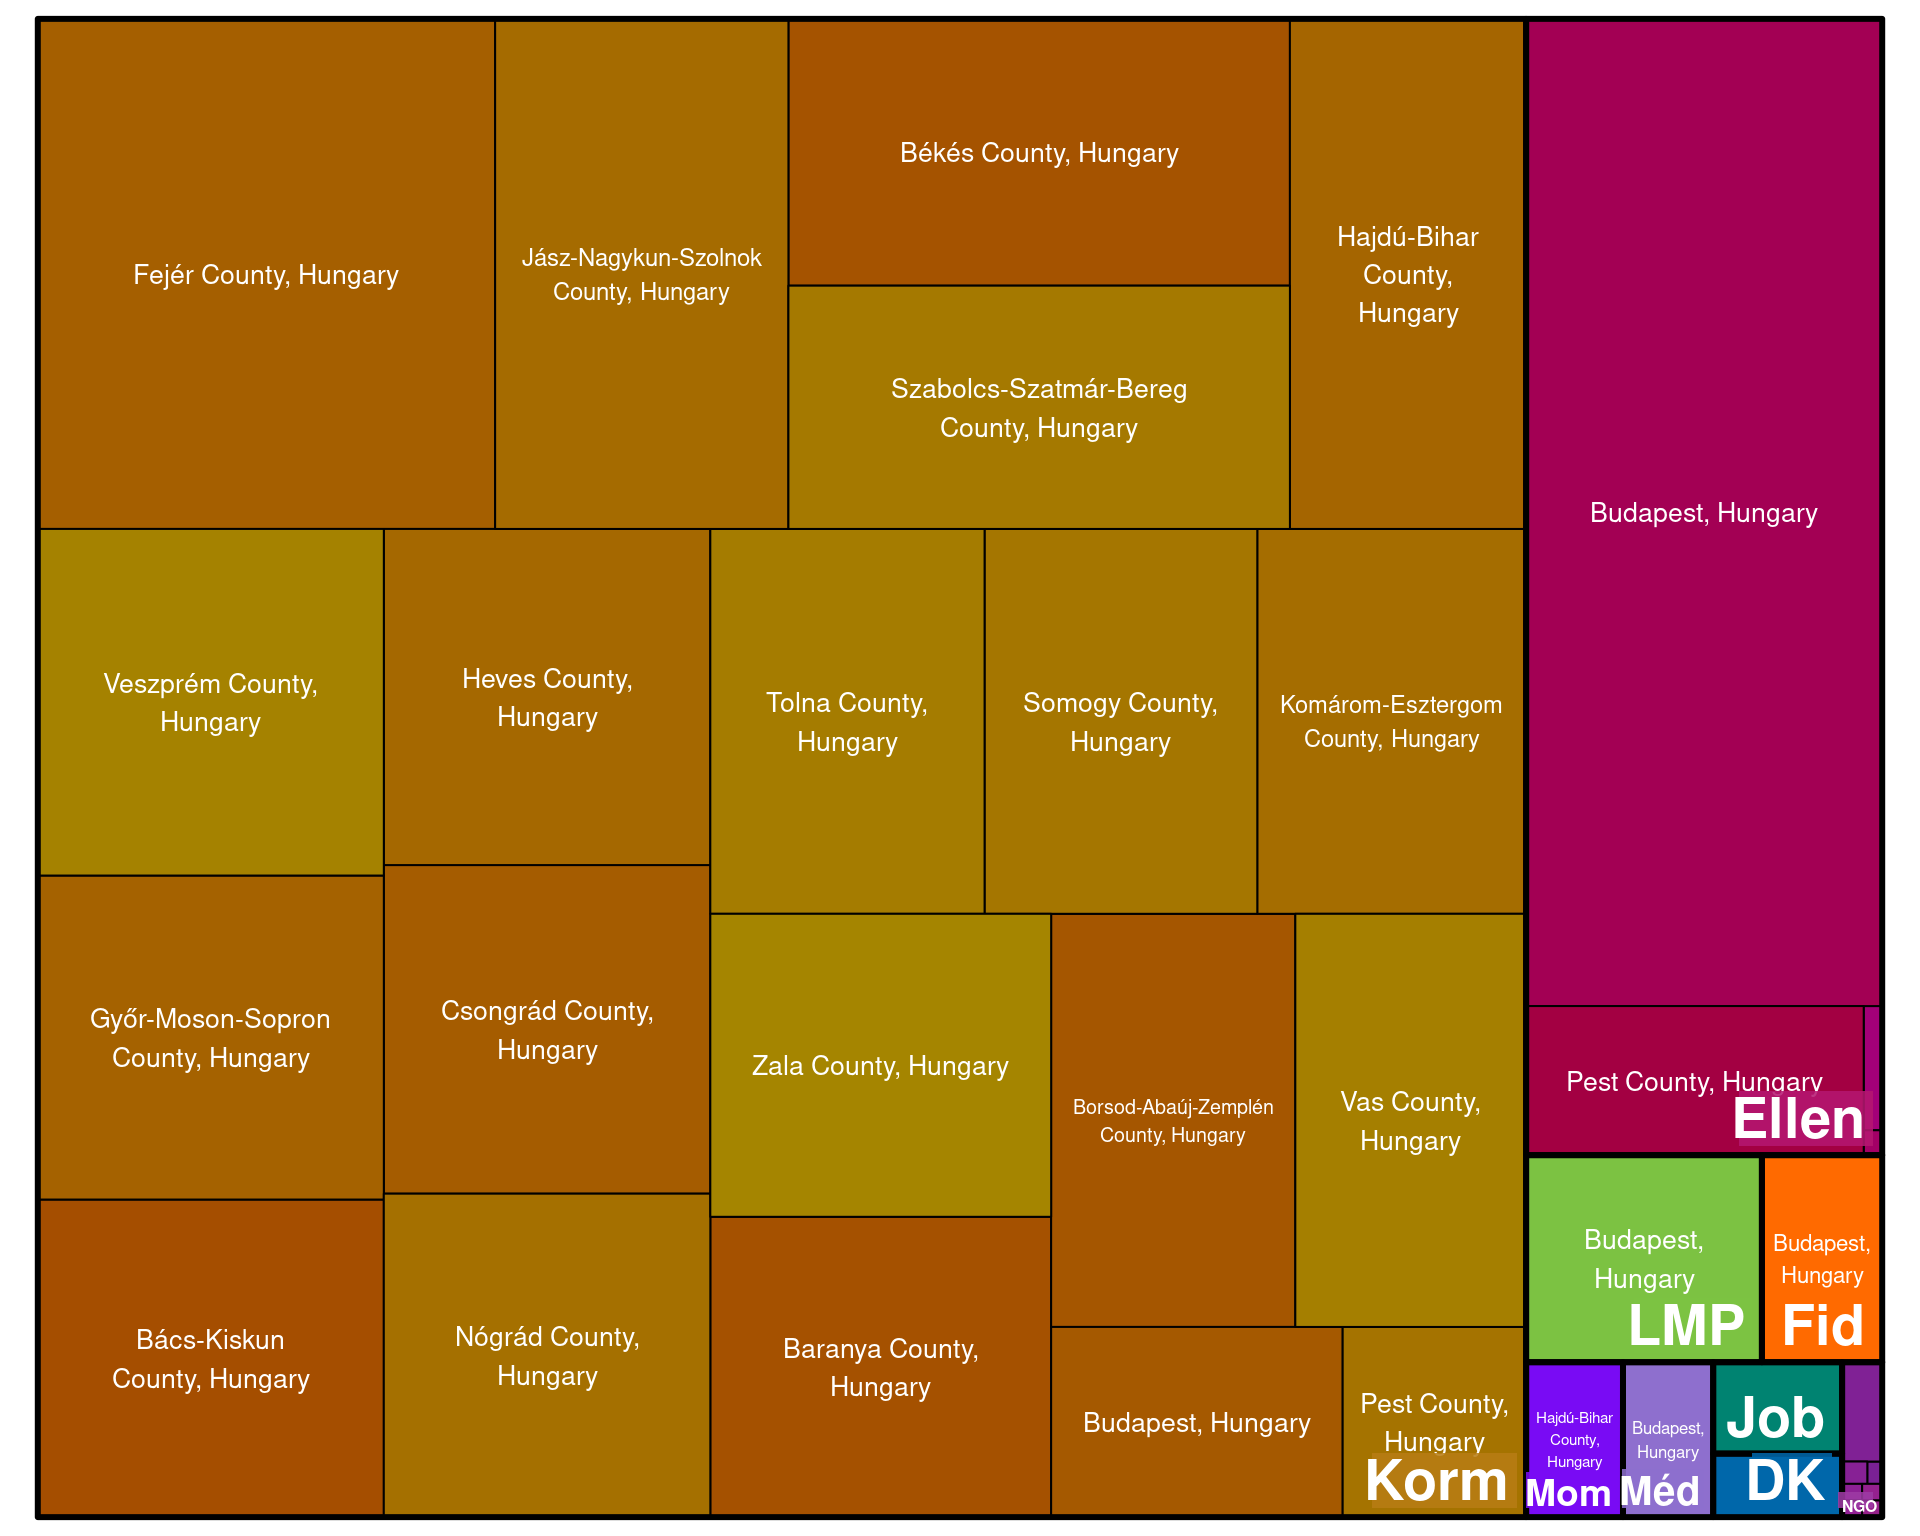 Fejér County, Hungary
Jász-Nagykun-Szolnok
County, Hungary
Békés County, Hungary
Szabolcs-Szatmár-Bereg
County, Hungary
Hajdú-Bihar
County,
Hungary
Veszprém County,
Hungary
Heves County,
Hungary
Tolna County,
Hungary
Somogy County,
Hungary
Komárom-Esztergom
County, Hungary
Győr-Moson-Sopron
County, Hungary
Csongrád County,
Hungary
Zala County, Hungary
Borsod-Abaúj-Zemplén
County, Hungary
Vas County,
Hungary
Bács-Kiskun
County, Hungary
Nógrád County,
Hungary
Baranya County,
Hungary
Budapest, Hungary
Pest County,
Hungary
Korm
Budapest, Hungary
Pest County, Hungary
Ellen
Budapest,
Hungary
LMP
Budapest,
Hungary
Fid
Hajdú-Bihar
County,
Hungary
Mom
Budapest,
Hungary
Méd
Job
DK
NGO